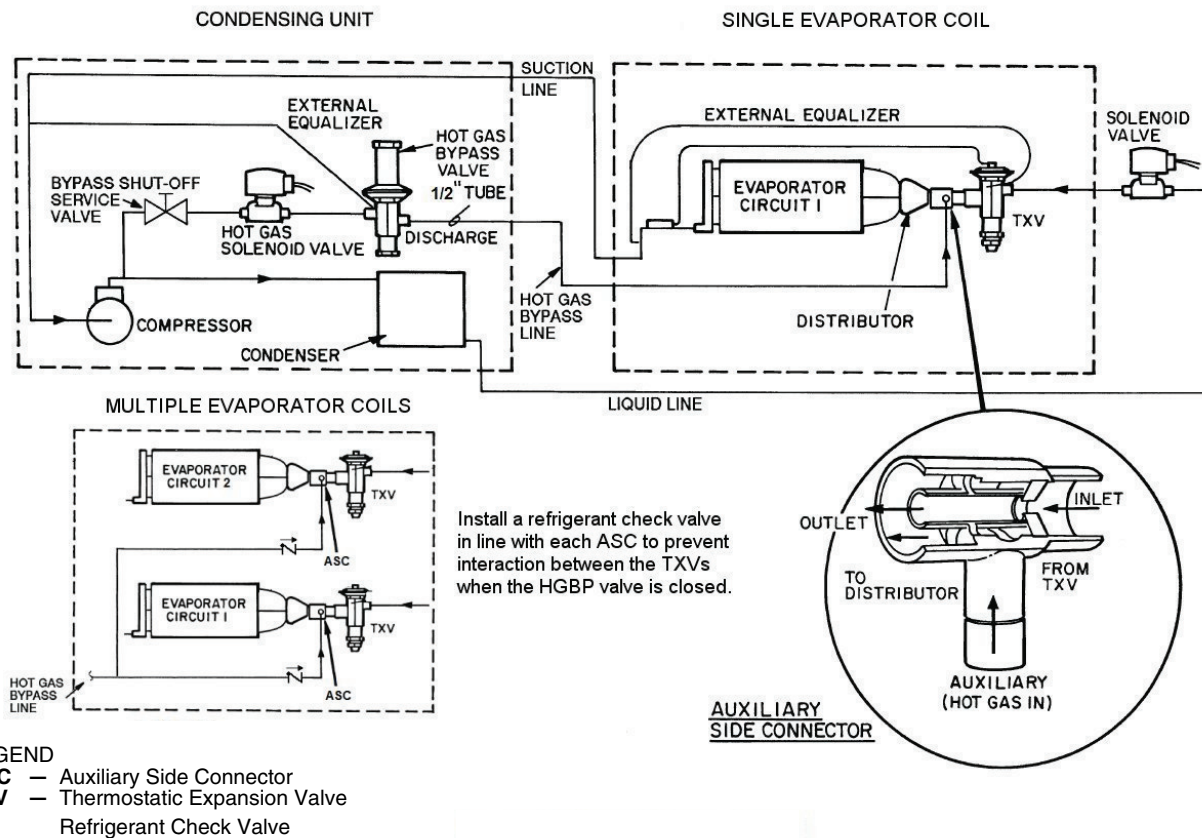 CONDENSING UNIT
SINGLE EVAPORATOR COIL
SUCTION
LINE
EXTERNAL
EQUALIZER
HOT GAS
BYPASS
VALVE
1/2" TUBE
BYPASS SHUT-OFF
SERVICE
VALVE
HOT GAS
SOLENOID VALVE
DISCHARGE
COMPRESSOR
CONDENSER
HOT GAS
BYPASS
LINE
EXTERNAL EQUALIZER
SOLENOID
VALVE
EVAPORATOR
CIRCUIT 1
TXV
DISTRIBUTOR
LIQUID LINE
MULTIPLE EVAPORATOR COILS
EVAPORATOR
CIRCUIT 2
TXV
ASC
EVAPORATOR
CIRCUIT 1
TXV
ASC
HOT GAS
BYPASS
LINE
Install a refrigerant check valve
in line with each ASC to prevent
interaction between the TXVs
when the HGBP valve is closed.
INLET
OUTLET
FROM
TXV
TO
DISTRIBUTOR
AUXILIARY
(HOT GAS IN)
AUXILIARY
SIDE CONNECTOR
GEND
C — Auxiliary Side Connector
V — Thermostatic Expansion Valve
Refrigerant Check Valve